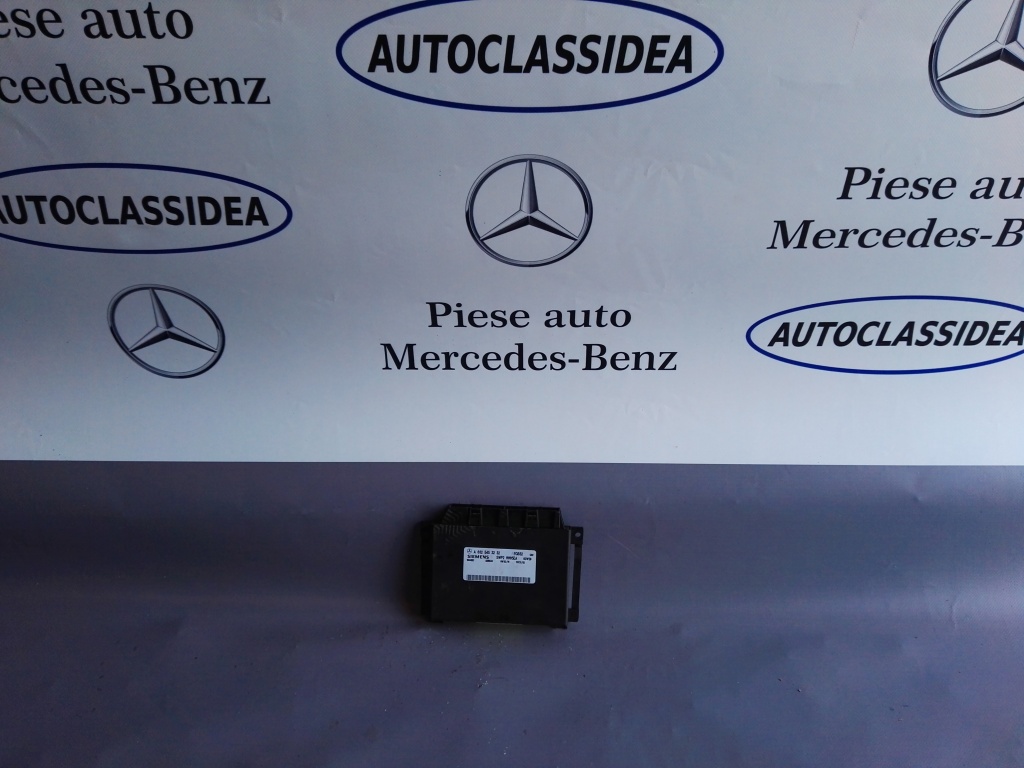 ese auto
cedes-Benz
AUTOCLASSIDEA
AUTOCLASSIDEA
Piese au
Mercedes-B
Piese auto
Mercedes-Benz
AUTOCLASSIDEA
SIEMENS